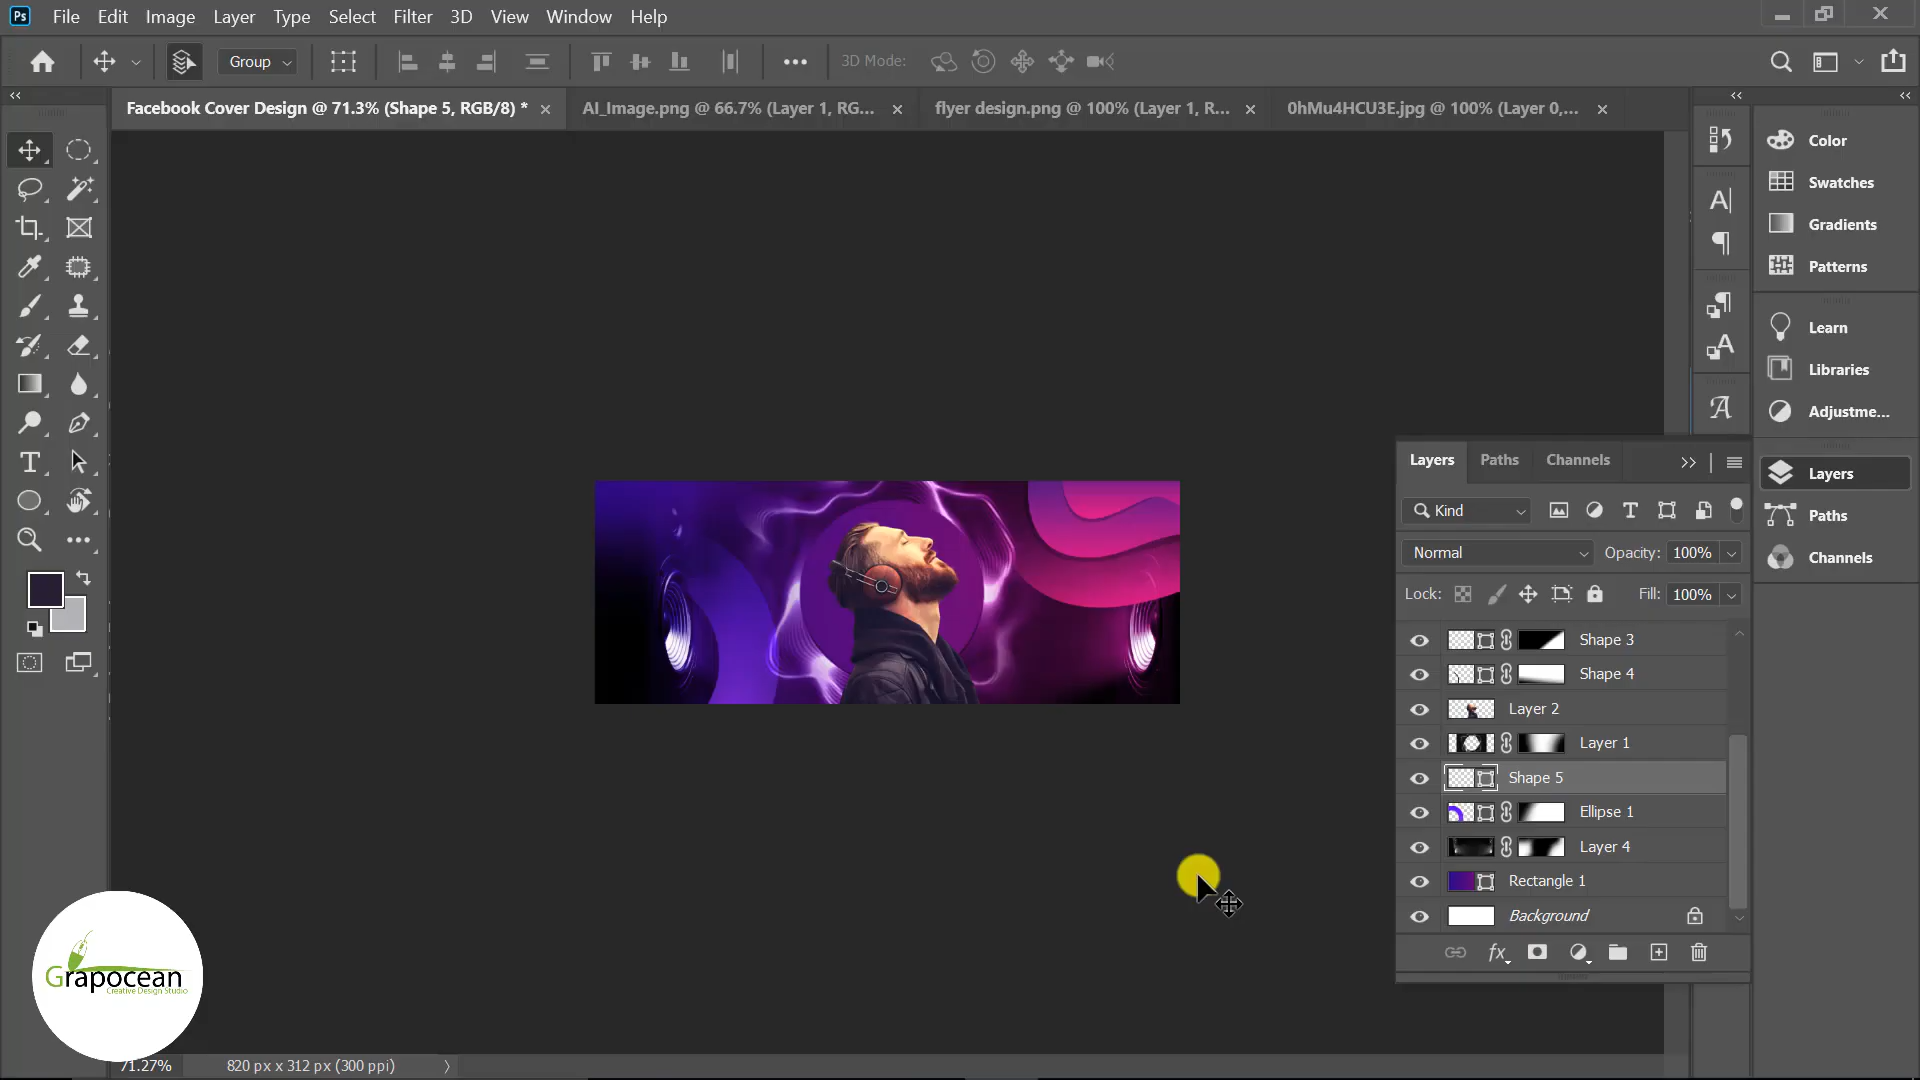 Ps File Edit Image Layer Type Select Filter 3D View Window Help
Group 3D Mode:
Facebook Cover Design @ 71.3% (Shape 5, RGB/8) * AI_Image.png @ 66.7% (Layer 1, RG... flyer design.png @ 100% (Layer 1, R... 0hMu4HCU3E.jpg @ 100% (Layer 0,...
Color
Swatches
Gradients
Patterns
Learn
Libraries
Adjustme...
Layers
Paths
Channels
Layers Paths Channels
Kind
Normal Opacity: 100%
Lock: Fill: 100%
Shape 3
Shape 4
Layer 2
Layer 1
Shape 5
Ellipse 1
Layer 4
Rectangle 1
Background
fx
Grapocean
Creative Design Studio
71.27% 820 px x 312 px (300 ppi)